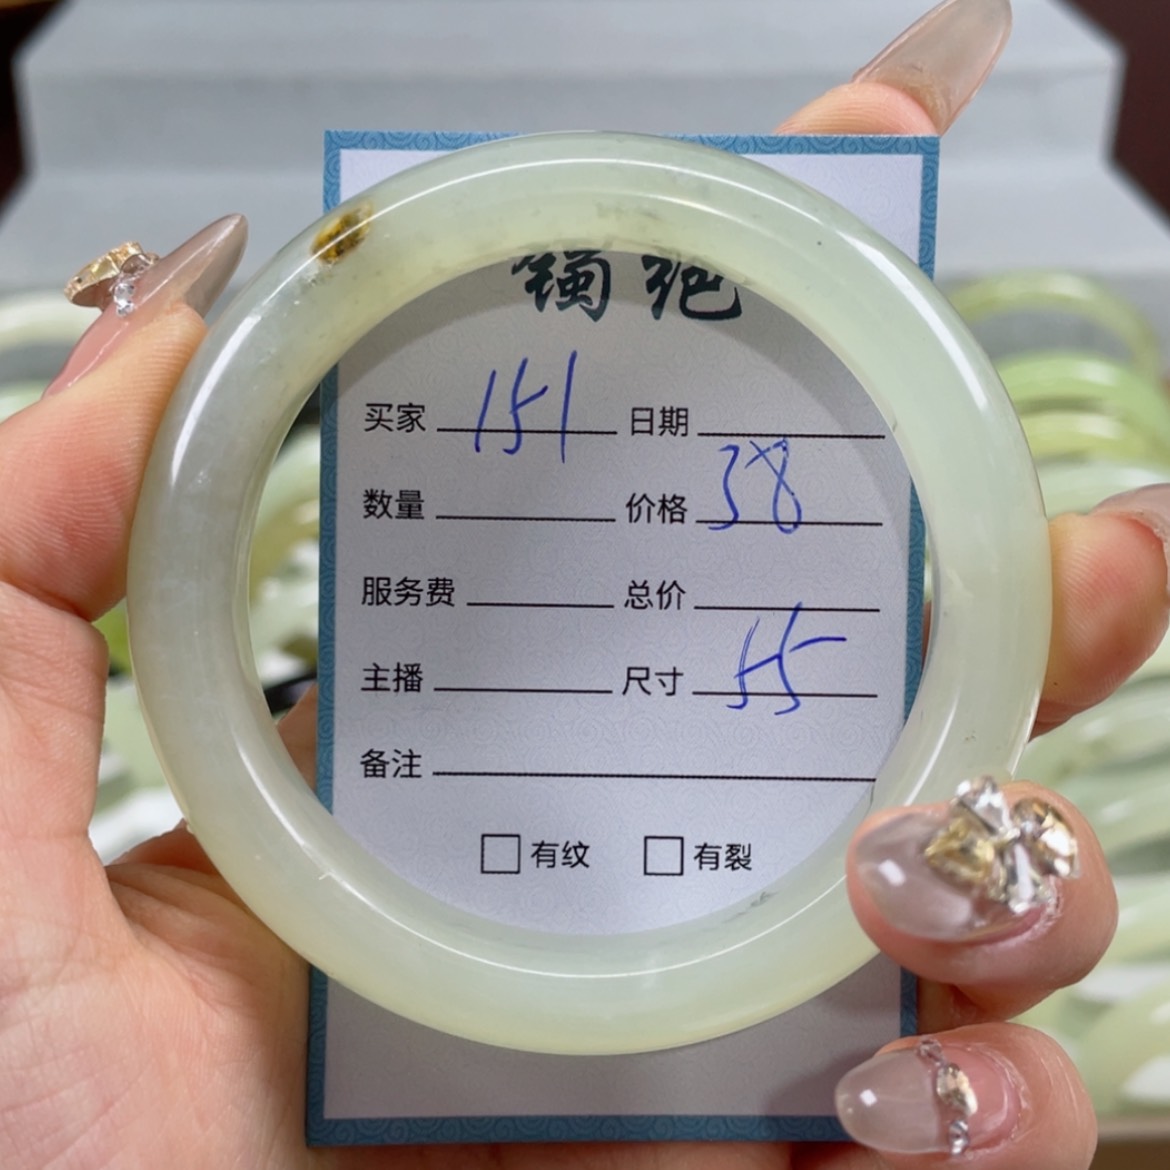 镯
买家 151 日期
数量 价格 38
服务费 总价
主播 尺寸 55
备注
有纹 有裂